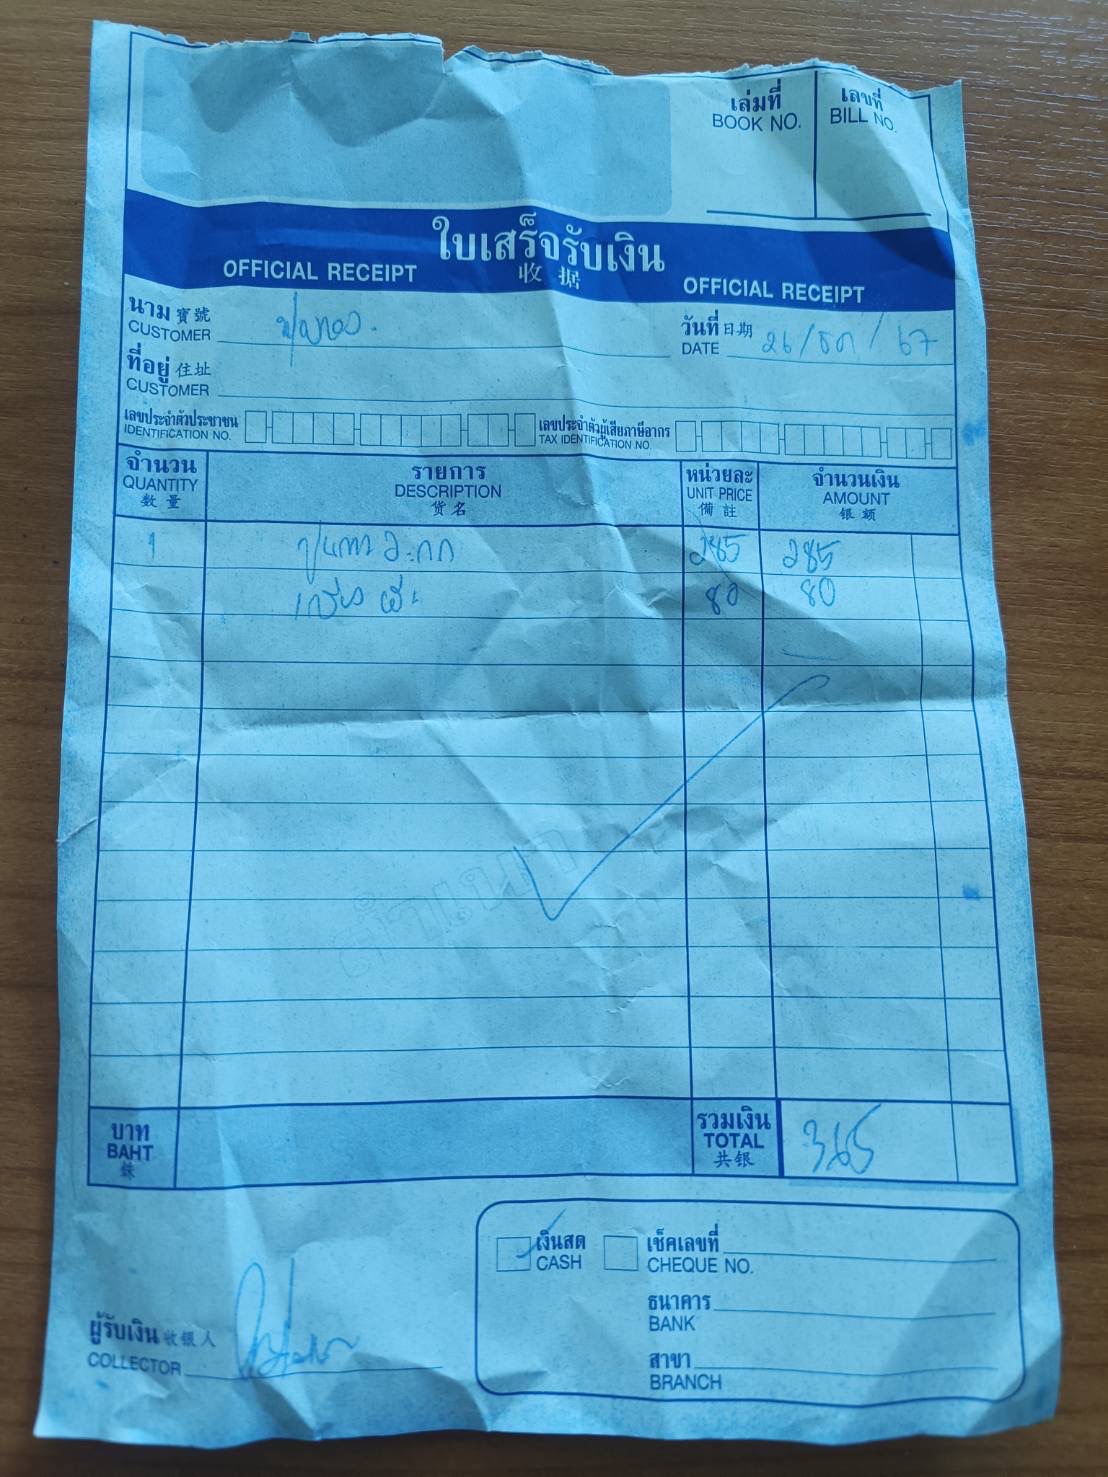 เล่มที่ เลขที่
BOOK NO. BILL NO.
ใบเสร็จรับเงิน
OFFICIAL RECEIPT 收据 OFFICIAL RECEIPT
นาม 寶號 วันที่ 日期 26/ธค/67
CUSTOMER DATE
ที่อยู่ 住址
CUSTOMER
เลขประจำตัวประชาชน เลขประจำตัวผู้เสียภาษีอากร
IDENTIFICATION NO. TAX IDENTIFICATION NO.
จำนวน รายการ หน่วยละ จำนวนเงิน
QUANTITY DESCRIPTION UNIT PRICE AMOUNT
数量 货名 備註 银额
1 285 285
80 80
สำเนา
บาท รวมเงิน
BAHT TOTAL 365
銖 共银
เงินสด เช็คเลขที่
CASH CHEQUE NO.
ธนาคาร
BANK
ผู้รับเงิน 收银人
COLLECTOR
สาขา
BRANCH